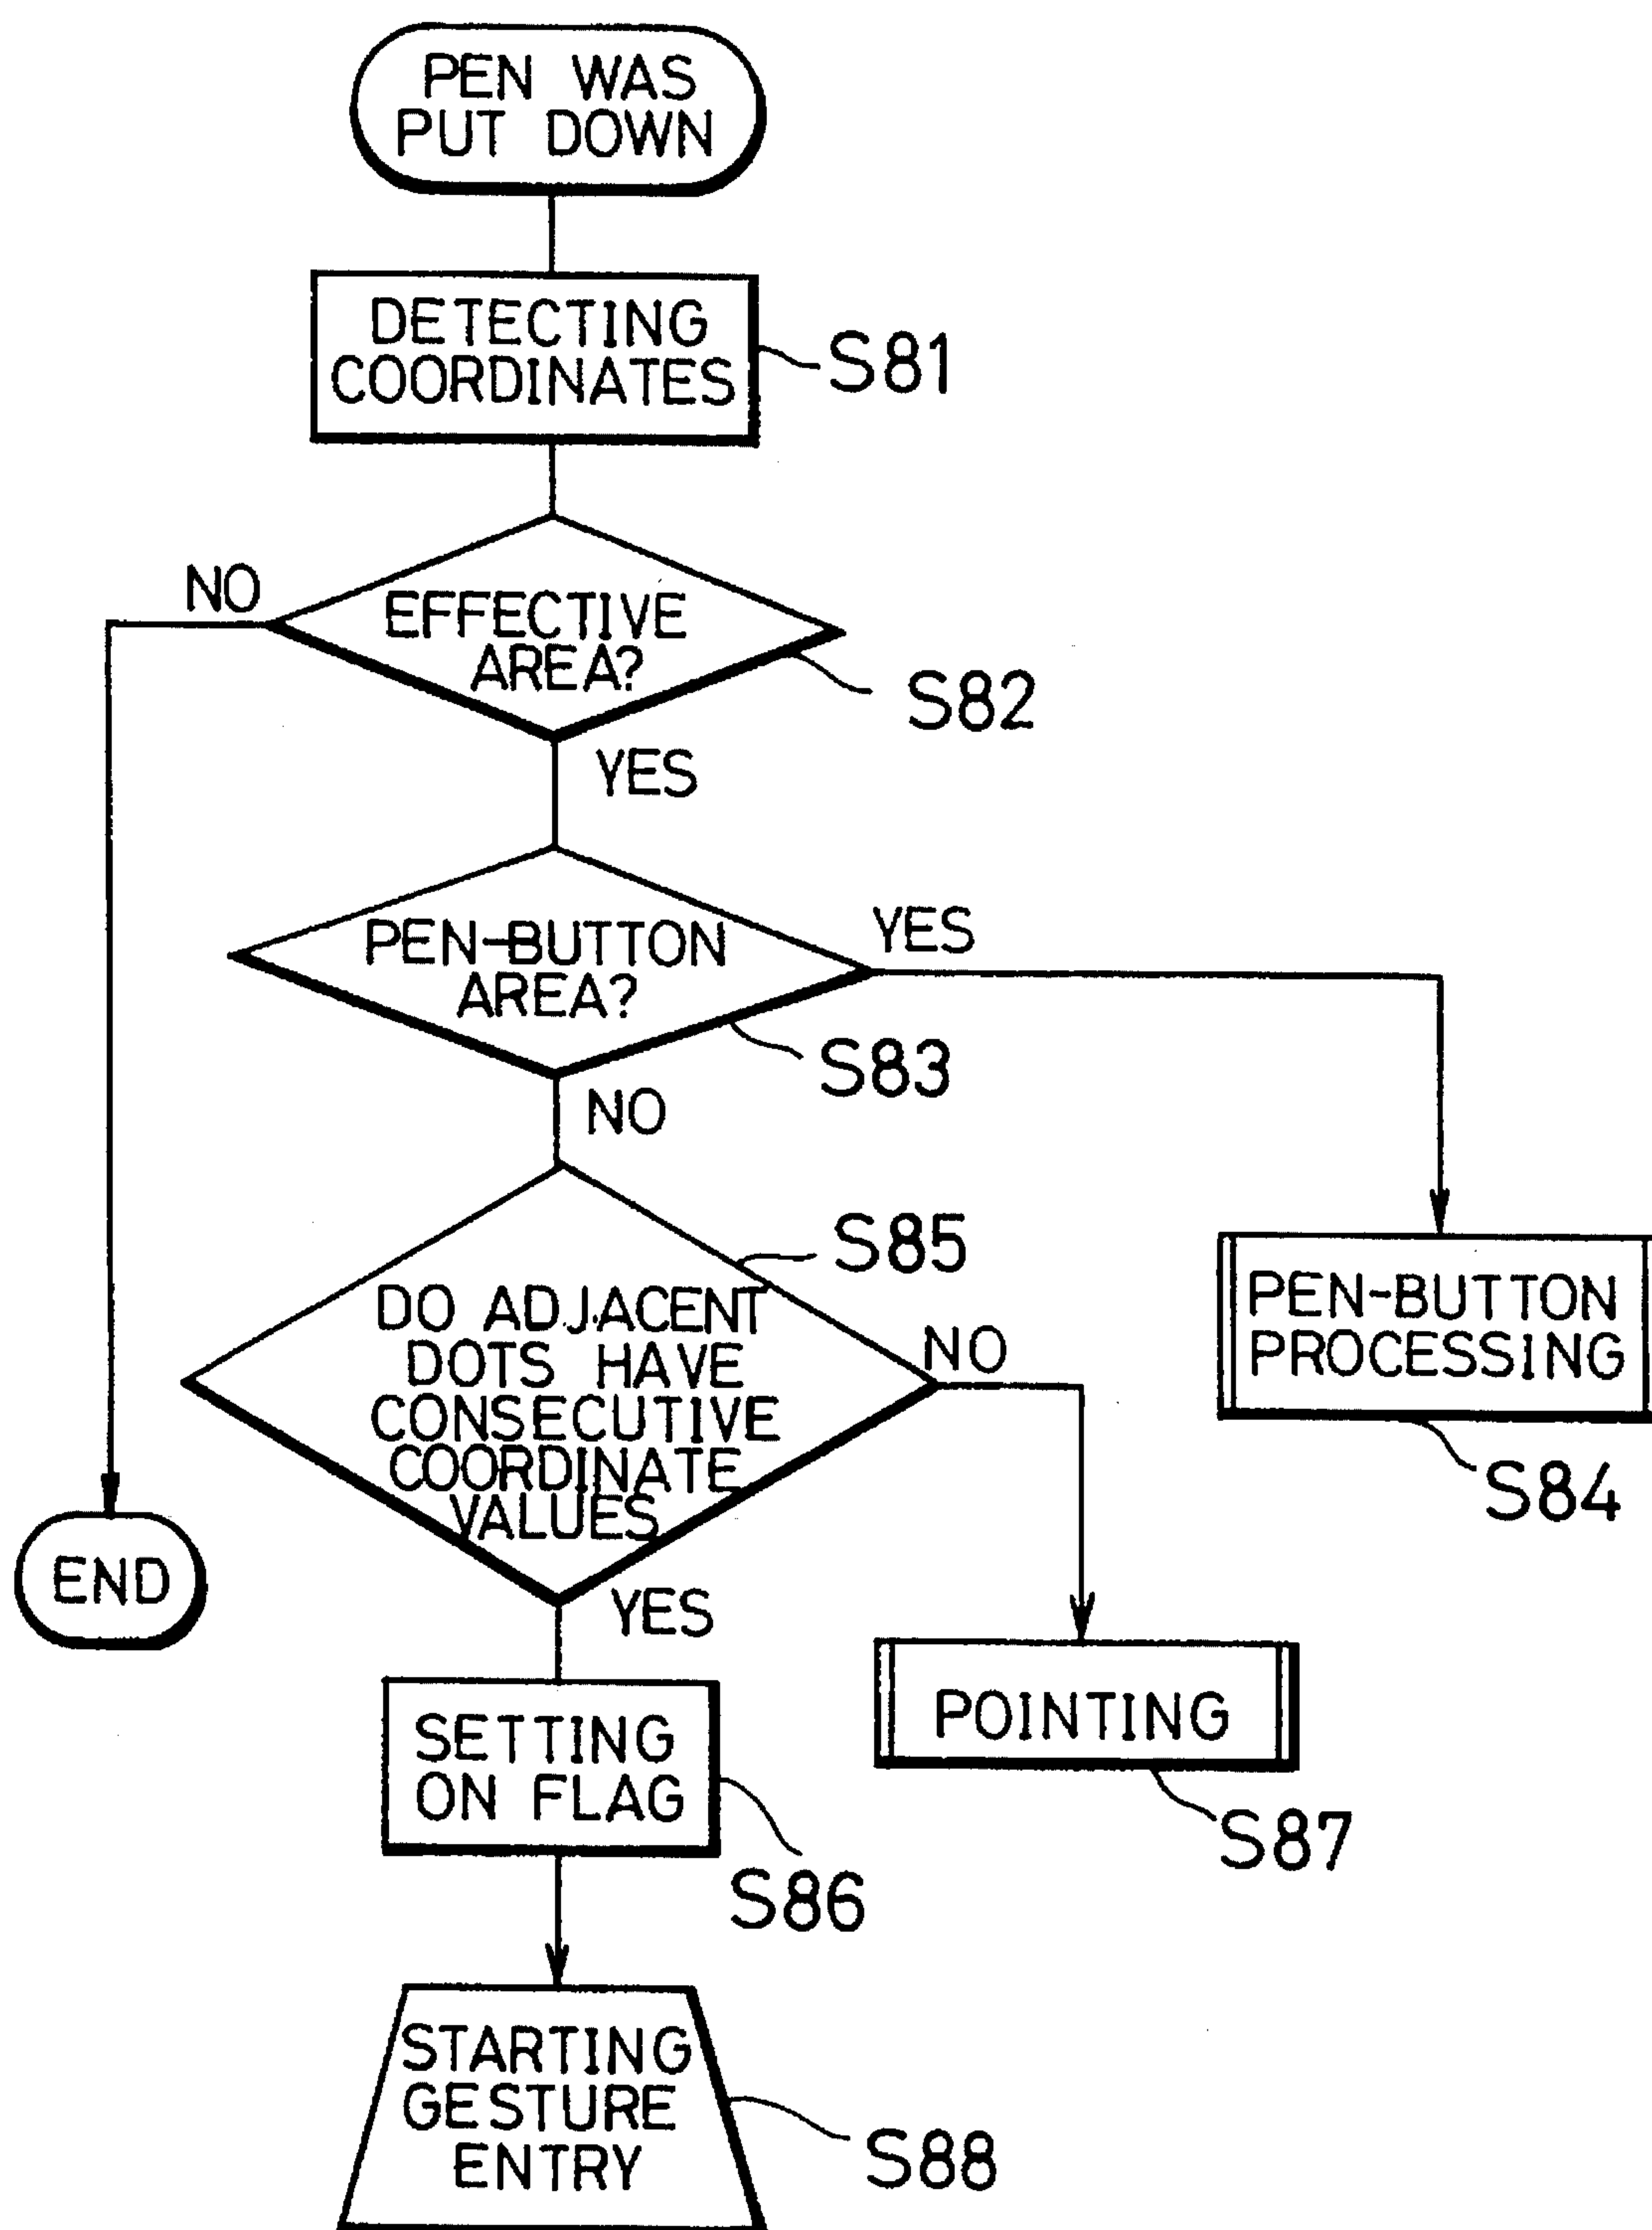 PEN WAS
PUT DOWN
DETECTING
COORDINATES
S81
NO
EFFECTIVE
AREA?
S82
YES
PEN-BUTTON
AREA?
YES
S83
NO
S85
DO ADJACENT
DOTS HAVE
CONSECUTIVE
COORDINATE
VALUES
NO
PEN-BUTTON
PROCESSING
S84
END
YES
SETTING
ON FLAG
S86
POINTING
S87
STARTING
GESTURE
ENTRY
S88